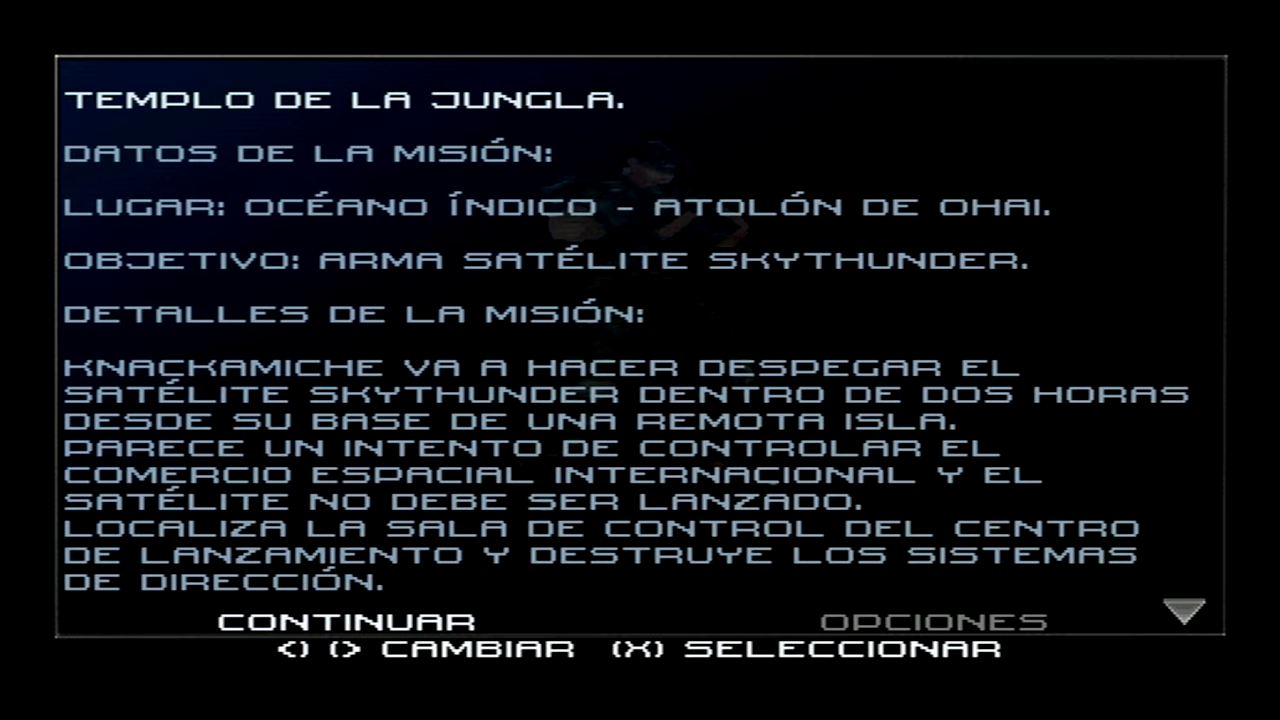 TEMPLO DE LA JUNGLA.
DATOS DE LA MISIÓN:
LUGAR: OCÉANO ÍNDICO - ATOLÓN DE OHAI.
OBJETIVO: ARMA SATÉLITE SKYTHUNDER.
DETALLES DE LA MISIÓN:
KNACKAMICHE VA A HACER DESPEGAR EL
SATÉLITE SKYTHUNDER DENTRO DE DOS HORAS
DESDE SU BASE DE UNA REMOTA ISLA.
PARECE UN INTENTO DE CONTROLAR EL
COMERCIO ESPACIAL INTERNACIONAL Y EL
SATÉLITE NO DEBE SER LANZADO.
LOCALIZA LA SALA DE CONTROL DEL CENTRO
DE LANZAMIENTO Y DESTRUYE LOS SISTEMAS
DE DIRECCIÓN.
CONTINUAR OPCIONES
<) (> CAMBIAR (X) SELECCIONAR